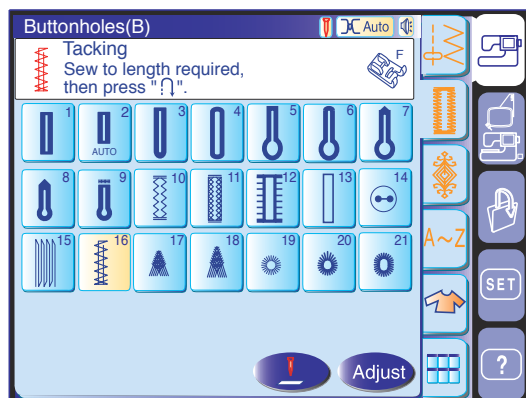 Buttonholes(B)
Auto
Tacking
Sew to length required,
then press "⋂".
F
1 2 3 4 5 6 7
AUTO
8 9 10 11 12 13 14
15 16 17 18 19 20 21
A~Z
SET
?
Adjust